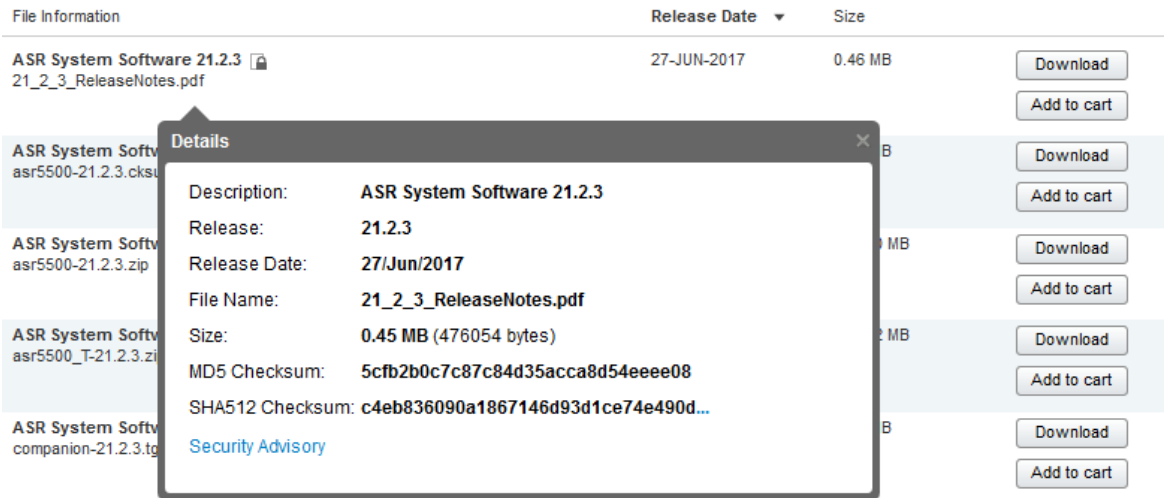 File Information Release Date Size
ASR System Software 21.2.3 27-JUN-2017 0.46 MB Download
21_2_3_ReleaseNotes.pdf
Add to cart
Details
ASR System Softw B Download
asr5500-21.2.3.cksu
Description: ASR System Software 21.2.3 Add to cart
Release: 21.2.3
ASR System Softw MB Download
asr5500-21.2.3.zip
Release Date: 27/Jun/2017
File Name: 21_2_3_ReleaseNotes.pdf Add to cart
ASR System Softw Size: 0.45 MB (476054 bytes) MB Download
asr5500_T-21.2.3.zi
MD5 Checksum: 5cfb2b0c7c87c84d35acca8d54eeee08 Add to cart
SHA512 Checksum: c4eb836090a1867146d93d1ce74e490d...
ASR System Softw B Download
companion-21.2.3.tg
Security Advisory
Add to cart